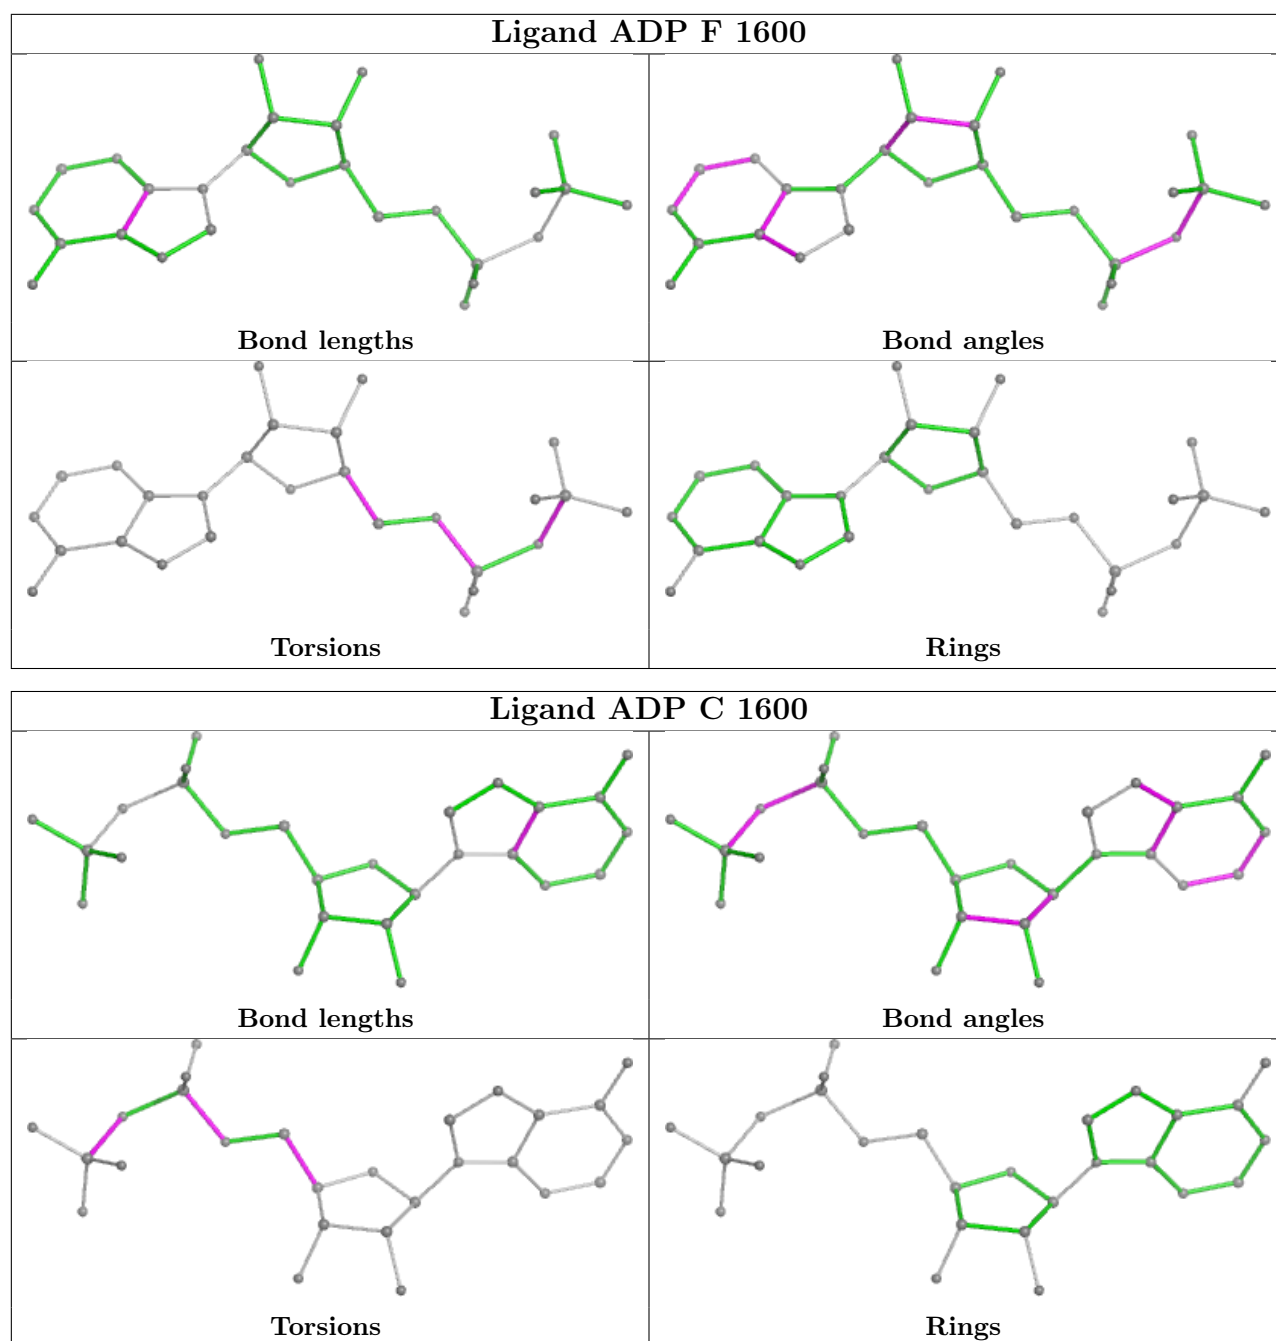 Ligand ADP F 1600
Bond lengths
Bond angles
Torsions
Rings
Ligand ADP C 1600
Bond lengths
Bond angles
Torsions
Rings